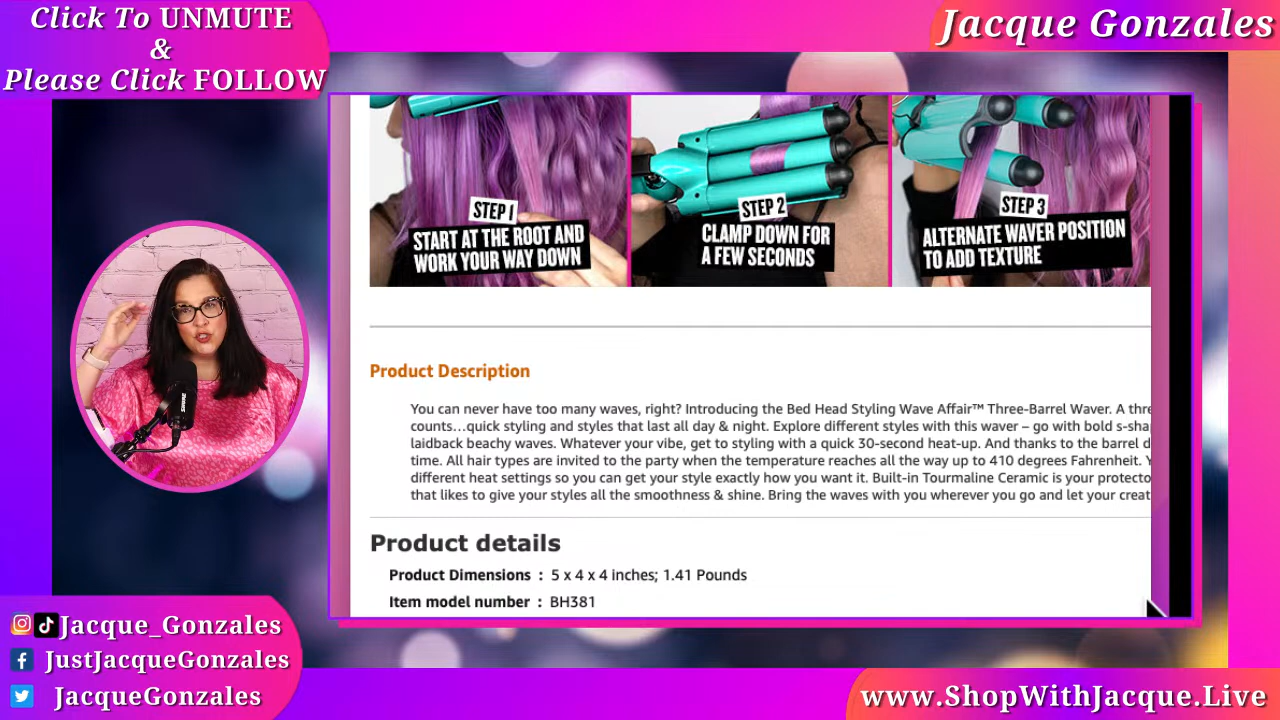 Click To UNMUTE
&
Please Click FOLLOW
Jacque Gonzales
STEP 1
START AT THE ROOT AND
WORK YOUR WAY DOWN
STEP 2
CLAMP DOWN FOR
A FEW SECONDS
STEP 3
ALTERNATE WAVER POSITION
TO ADD TEXTURE
Product Description
You can never have too many waves, right? Introducing the Bed Head Styling Wave Affair™ Three-Barrel Waver. A thre
counts…quick styling and styles that last all day & night. Explore different styles with this waver – go with bold s-sha
laidback beachy waves. Whatever your vibe, get to styling with a quick 30-second heat-up. And thanks to the barrel d
time. All hair types are invited to the party when the temperature reaches all the way up to 410 degrees Fahrenheit. Y
different heat settings so you can get your style exactly how you want it. Built-in Tourmaline Ceramic is your protecto
that likes to give your styles all the smoothness & shine. Bring the waves with you wherever you go and let your creat
Product details
Product Dimensions : 5 x 4 x 4 inches; 1.41 Pounds
Item model number : BH381
Jacque_Gonzales
JustJacqueGonzales
JacqueGonzales
www.ShopWithJacque.Live